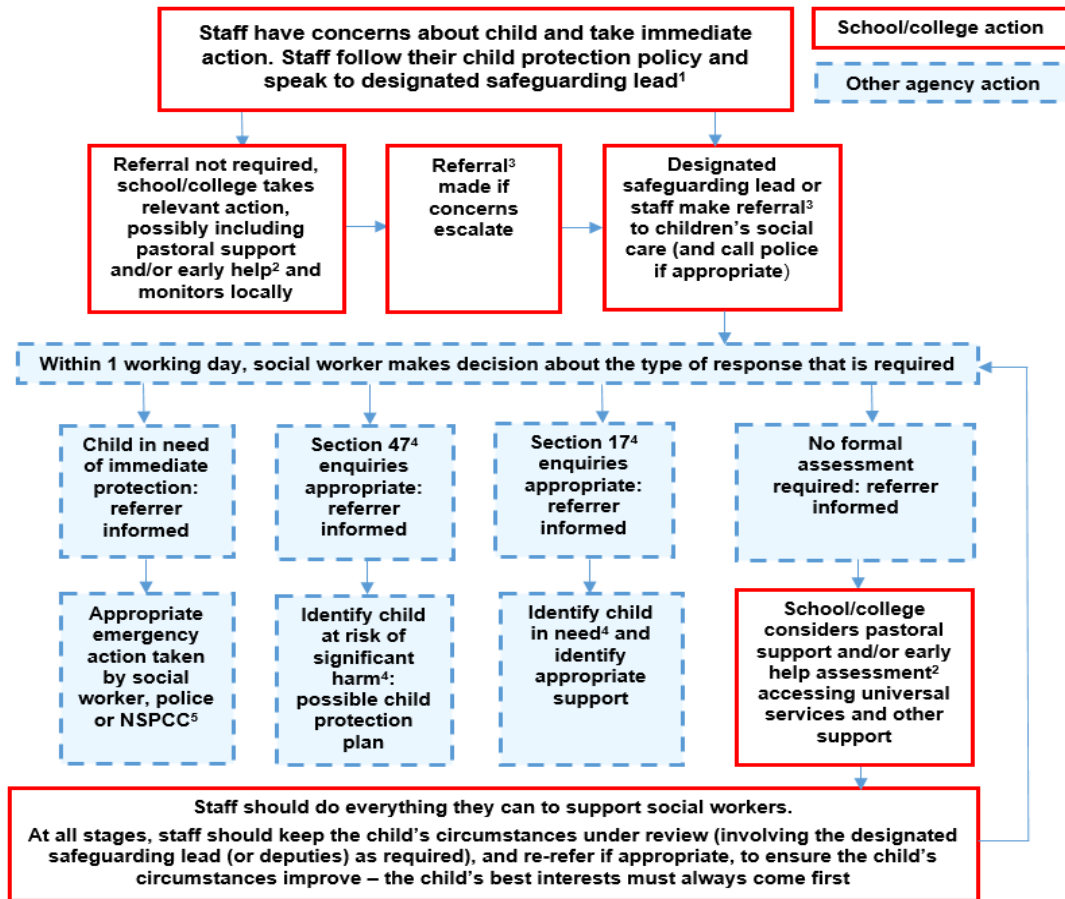 Staff have concerns about child and take immediate
action. Staff follow their child protection policy and
speak to designated safeguarding lead¹
School/college action
Other agency action
Referral not required,
school/college takes
relevant action,
possibly including
pastoral support
and/or early help² and
monitors locally
Referral³
made if
concerns
escalate
Designated
safeguarding lead or
staff make referral³
to children's social
care (and call police
if appropriate)
Within 1 working day, social worker makes decision about the type of response that is required
Child in need
of immediate
protection:
referrer
informed
Section 47⁴
enquiries
appropriate:
referrer
informed
Section 17⁴
enquiries
appropriate:
referrer
informed
No formal
assessment
required: referrer
informed
Appropriate
emergency
action taken
by social
worker, police
or NSPCC⁵
Identify child
at risk of
significant
harm⁴:
possible child
protection
plan
Identify child
in need⁴ and
identify
appropriate
support
School/college
considers pastoral
support and/or early
help assessment²
accessing universal
services and other
support
Staff should do everything they can to support social workers.
At all stages, staff should keep the child's circumstances under review (involving the designated
safeguarding lead (or deputies) as required), and re-refer if appropriate, to ensure the child's
circumstances improve – the child's best interests must always come first